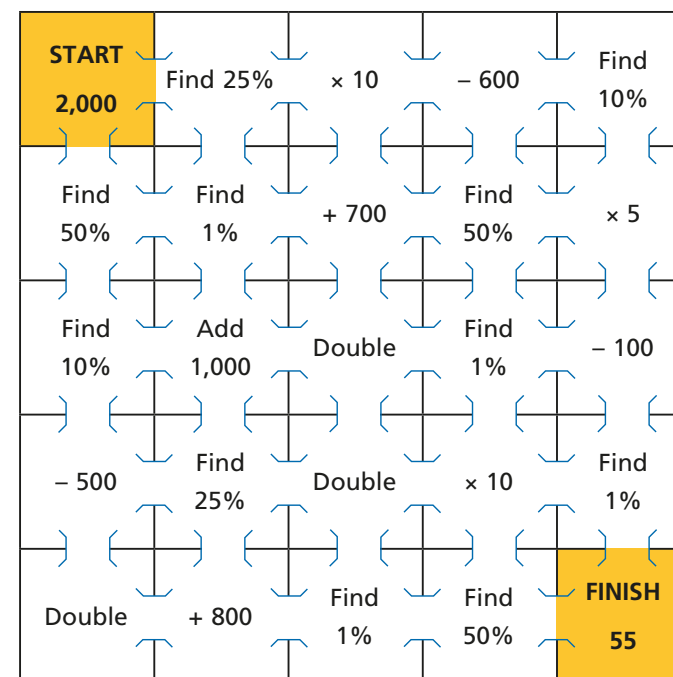 START
2,000
Find 25%
× 10
− 600
Find
10%
Find
50%
Find
1%
+ 700
Find
50%
× 5
Find
10%
Add
1,000
Double
Find
1%
− 100
− 500
Find
25%
Double
× 10
Find
1%
Double
+ 800
Find
1%
Find
50%
FINISH
55